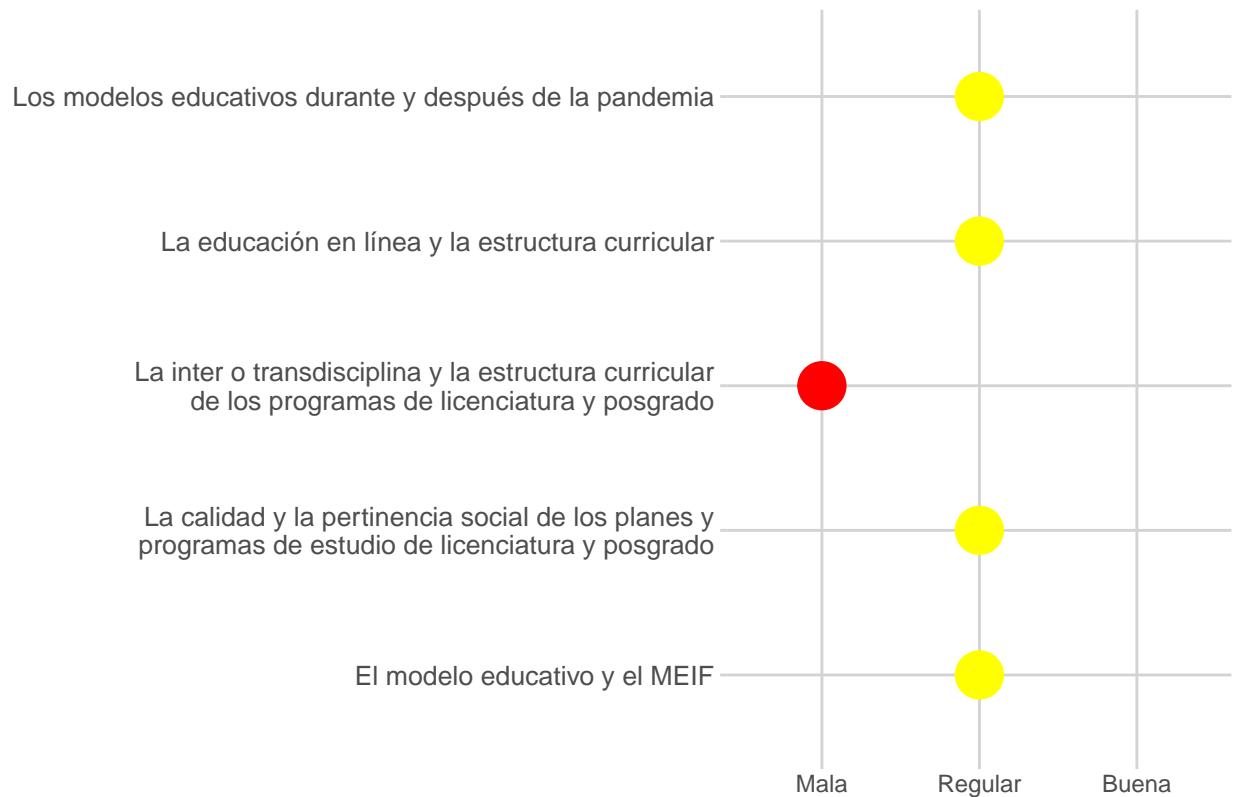 Los modelos educativos durante y después de la pandemia
La educación en línea y la estructura curricular
La inter o transdisciplina y la estructura curricular
de los programas de licenciatura y posgrado
La calidad y la pertinencia social de los planes y
programas de estudio de licenciatura y posgrado
El modelo educativo y el MEIF
Mala Regular Buena